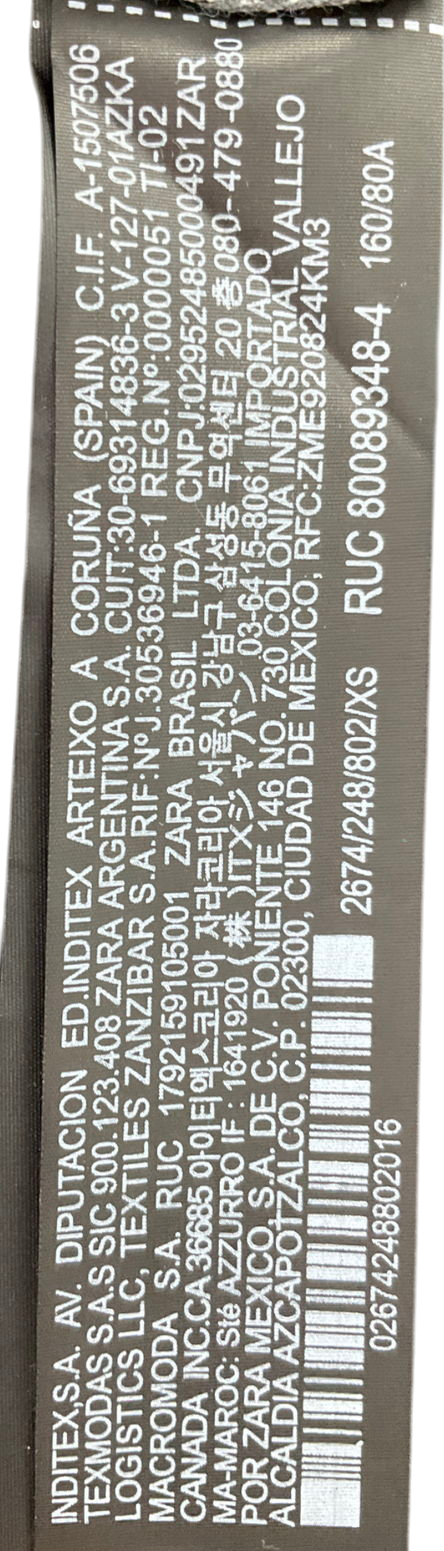 INDITEX,S.A. AV. DIPUTACION ED.INDITEX ARTEIXO A CORUÑA (SPAIN) C.I.F. A-1507506
TEXMODAS S.A.S SIC 900.123.408 ZARA ARGENTINA S.A. CUIT:30-69314836-3 V-127-01AZKA
LOGISTICS LLC, TEXTILES ZANZIBAR S.A.RIF:NºJ.30536946-1 REG.Nº:0000051 TI-02
MACROMODA S.A. RUC 1792159105001 ZARA BRASIL LTDA. CNPJ:02952485000491ZAR
CANADA INC.CA 36685 아이티엑스코리아 자라코리아 서울시 강남구 삼성동 무역센터 20 층 080-479-0880
MA-MAROC: Sté AZZURRO IF : 1641920 (株)ITXジャパン 03-6415-8061 IMPORTADO
POR ZARA MEXICO, S.A. DE C.V. PONIENTE 146 NO. 730 COLONIA INDUSTRIAL VALLEJO
ALCALDIA AZCAPOTZALCO, C.P. 02300, CIUDAD DE MEXICO, RFC:ZME920824KM3
2674/248/802/XS RUC 80089348-4 160/80A
02674248802016